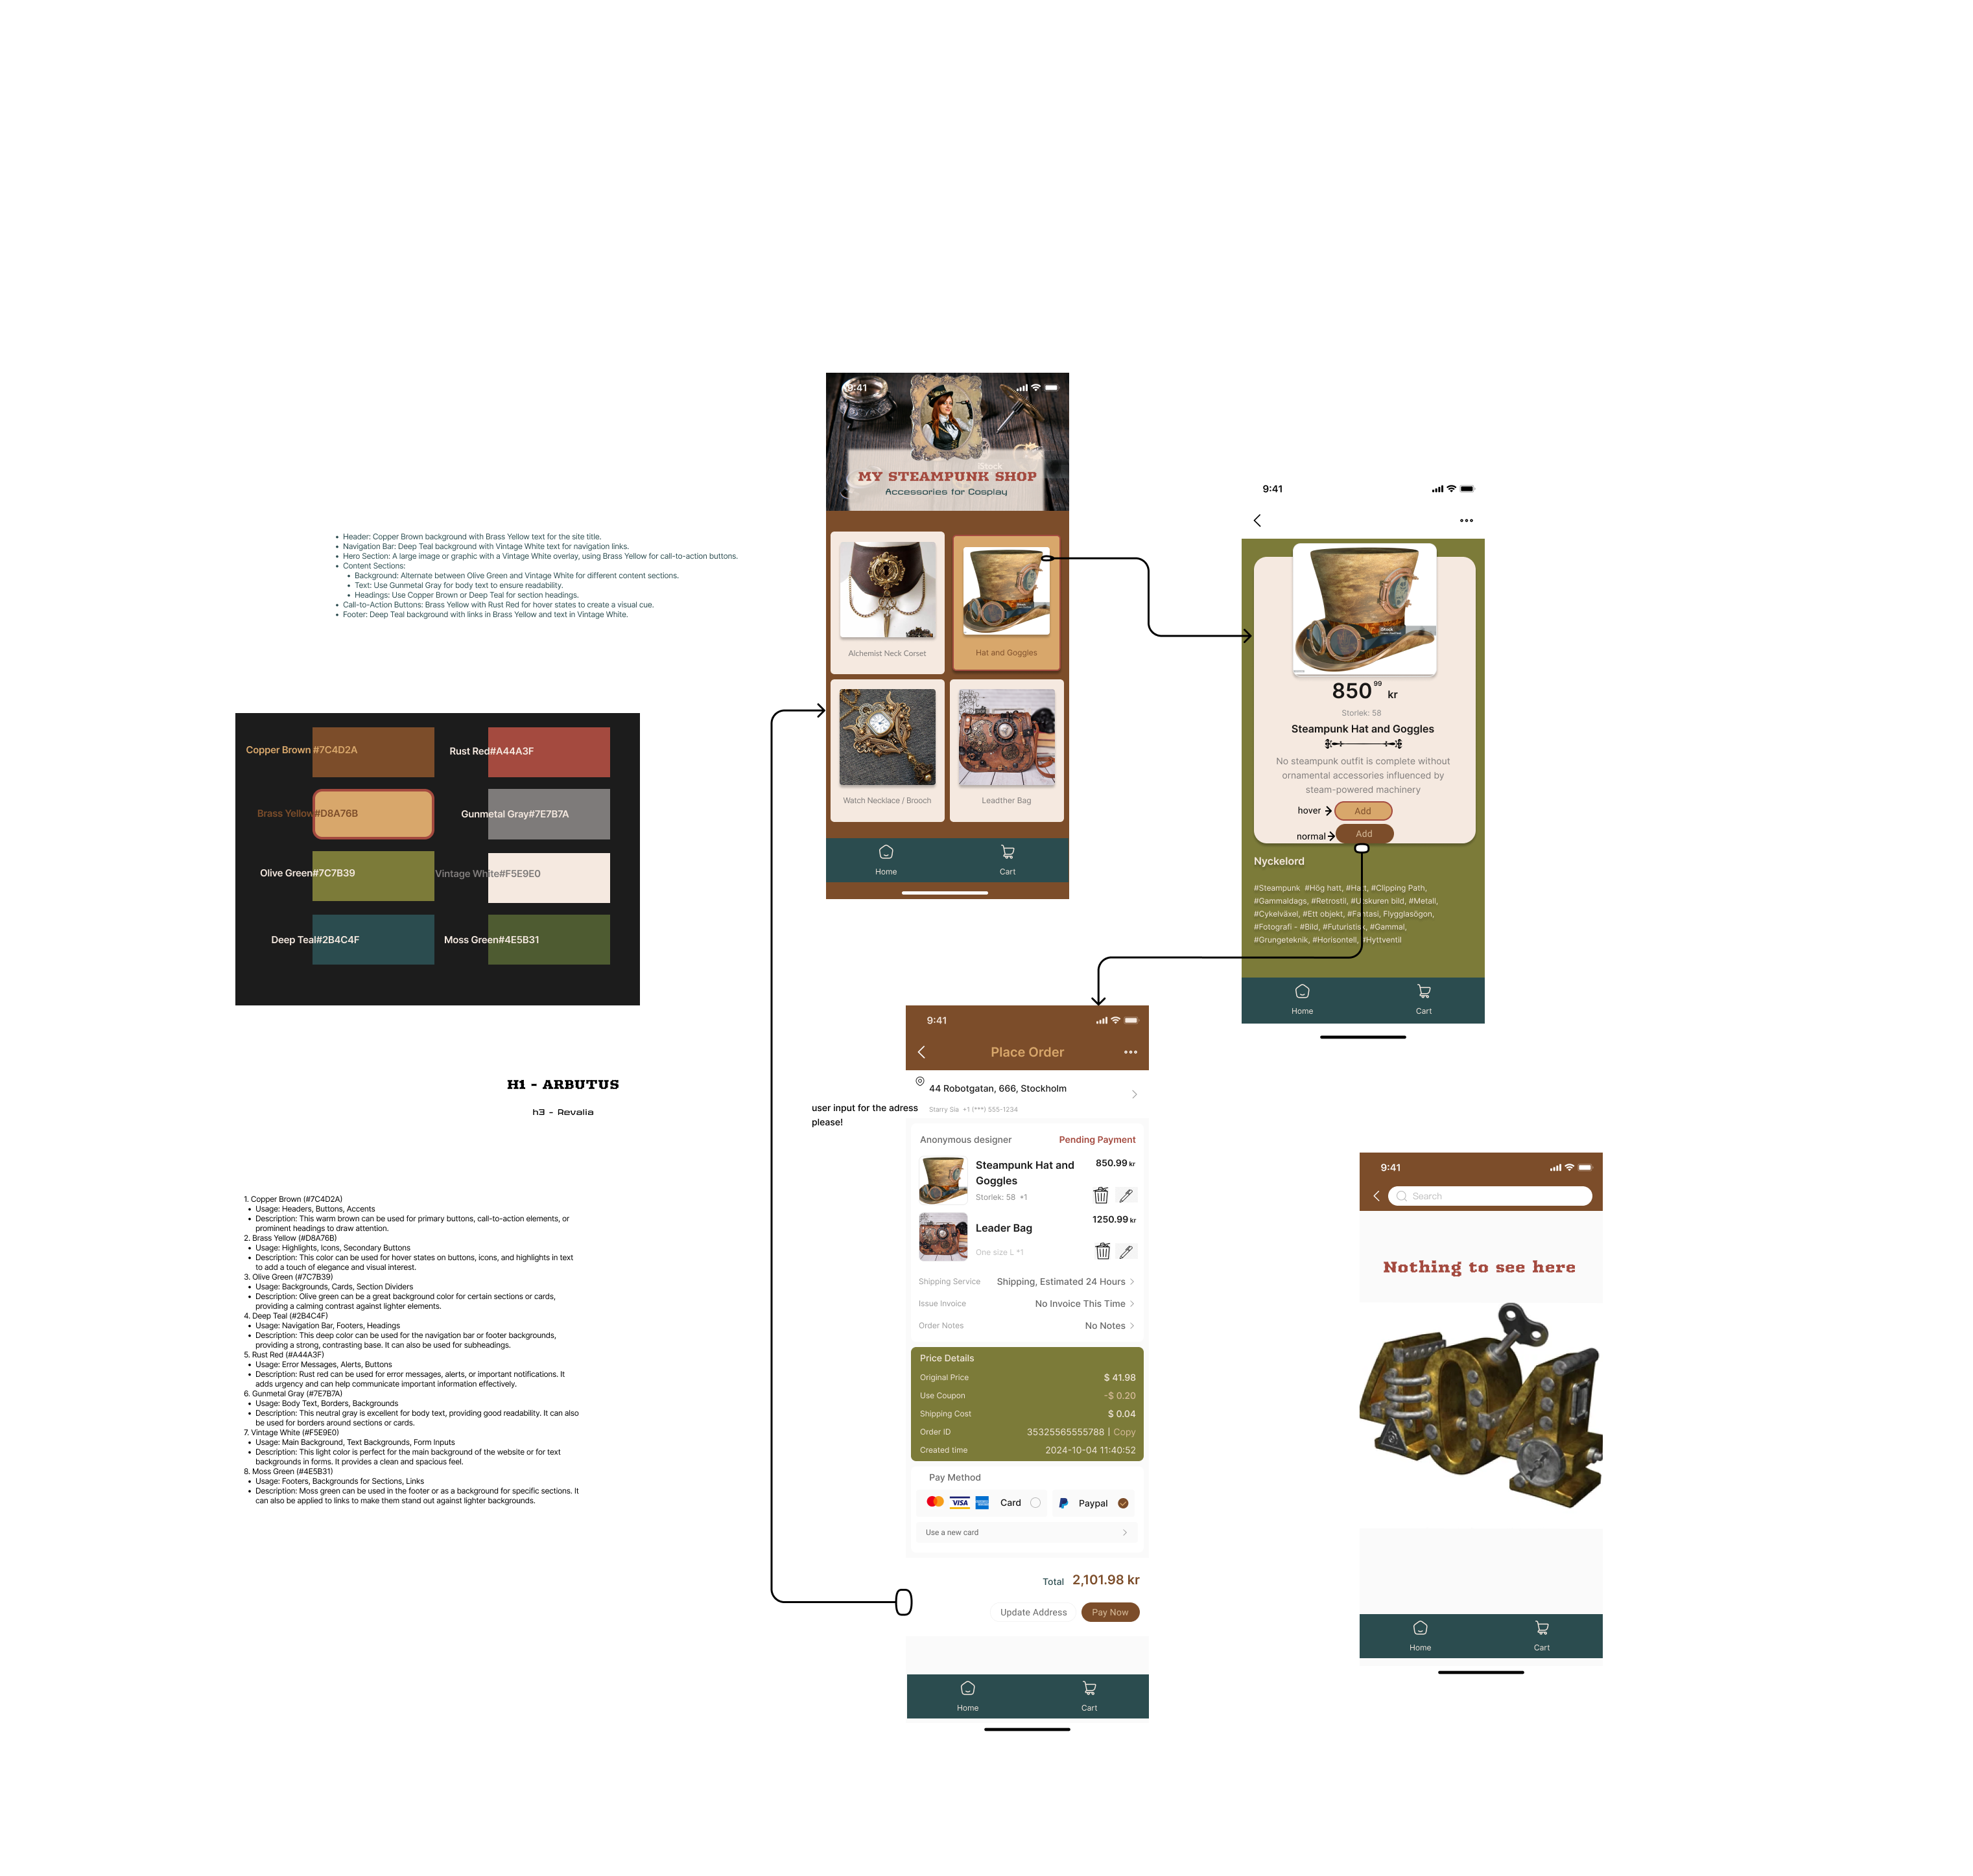 • Header: Copper Brown background with Brass Yellow text for the site title.
• Navigation Bar: Deep Teal background with Vintage White text for navigation links.
• Hero Section: A large image or graphic with a Vintage White overlay, using Brass Yellow for call-to-action buttons.
• Content Sections:
• Background: Alternate between Olive Green and Vintage White for different content sections.
• Text: Use Gunmetal Gray for body text to ensure readability.
• Headings: Use Copper Brown or Deep Teal for section headings.
• Call-to-Action Buttons: Brass Yellow with Rust Red for hover states to create a visual cue.
• Footer: Deep Teal background with links in Brass Yellow and text in Vintage White.
Copper Brown #7C4D2A
Rust Red#A44A3F
Brass Yellow#D8A76B
Gunmetal Gray#7E7B7A
Olive Green#7C7B39
Vintage White#F5E9E0
Deep Teal#2B4C4F
Moss Green#4E5B31
H1 - ARBUTUS
h3 - Revalia
1. Copper Brown (#7C4D2A)
• Usage: Headers, Buttons, Accents
• Description: This warm brown can be used for primary buttons, call-to-action elements, or
prominent headings to draw attention.
2. Brass Yellow (#D8A76B)
• Usage: Highlights, Icons, Secondary Buttons
• Description: This color can be used for hover states on buttons, icons, and highlights in text
to add a touch of elegance and visual interest.
3. Olive Green (#7C7B39)
• Usage: Backgrounds, Cards, Section Dividers
• Description: Olive green can be a great background color for certain sections or cards,
providing a calming contrast against lighter elements.
4. Deep Teal (#2B4C4F)
• Usage: Navigation Bar, Footers, Headings
• Description: This deep color can be used for the navigation bar or footer backgrounds,
providing a strong, contrasting base. It can also be used for subheadings.
5. Rust Red (#A44A3F)
• Usage: Error Messages, Alerts, Buttons
• Description: Rust red can be used for error messages, alerts, or important notifications. It
adds urgency and can help communicate important information effectively.
6. Gunmetal Gray (#7E7B7A)
• Usage: Body Text, Borders, Backgrounds
• Description: This neutral gray is excellent for body text, providing good readability. It can also
be used for borders around sections or cards.
7. Vintage White (#F5E9E0)
• Usage: Main Background, Text Backgrounds, Form Inputs
• Description: This light color is perfect for the main background of the website or for text
backgrounds in forms. It provides a clean and spacious feel.
8. Moss Green (#4E5B31)
• Usage: Footers, Backgrounds for Sections, Links
• Description: Moss green can be used in the footer or as a background for specific sections. It
can also be applied to links to make them stand out against lighter backgrounds.
9:41
iStock
MY STEAMPUNK SHOP
Accessories for Cosplay
Alchemist Neck Corset
Hat and Goggles
Watch Necklace / Brooch
Leadther Bag
Home
Cart
9:41
iStock
850 99 kr
Storlek: 58
Steampunk Hat and Goggles
No steampunk outfit is complete without
ornamental accessories influenced by
steam-powered machinery
hover
Add
normal
Add
Nyckelord
#Steampunk #Hög hatt, #Hatt, #Clipping Path,
#Gammaldags, #Retrostil, #Utskuren bild, #Metall,
#Cykelväxel, #Ett objekt, #Fantasi, Flygglasögon,
#Fotografi - #Bild, #Futuristisk, #Gammal,
#Grungeteknik, #Horisontell, #Hyttventil
Home
Cart
9:41
Place Order
44 Robotgatan, 666, Stockholm
Starry Sia +1 (***) 555-1234
user input for the adress
please!
Anonymous designer
Pending Payment
Steampunk Hat and
Goggles
850.99 kr
Storlek: 58 *1
Leader Bag
1250.99 kr
One size L *1
Shipping Service
Shipping, Estimated 24 Hours
Issue Invoice
No Invoice This Time
Order Notes
No Notes
Price Details
Original Price
$ 41.98
Use Coupon
-$ 0.20
Shipping Cost
$ 0.04
Order ID
35325565555788 | Copy
Created time
2024-10-04 11:40:52
Pay Method
VISA
Card
Paypal
Use a new card
Total 2,101.98 kr
Update Address
Pay Now
Home
Cart
9:41
Search
Nothing to see here
404
Home
Cart